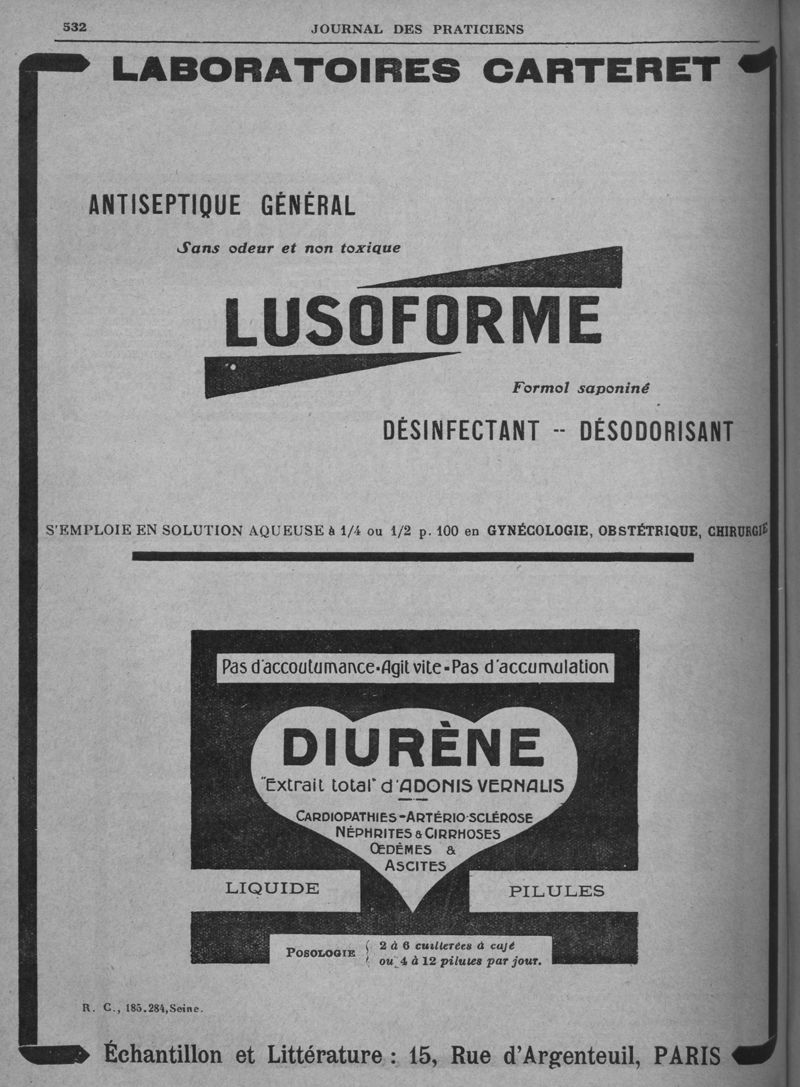 532
JOURNAL DES PRATICIENS
LABORATOIRES CARTERET
ANTISEPTIQUE GÉNÉRAL
Sans odeur et non toxique
LUSOFORME
Formol saponiné
DÉSINFECTANT -- DÉSODORISANT
S'EMPLOIE EN SOLUTION AQUEUSE à 1/4 ou 1/2 p. 100 en GYNÉCOLOGIE, OBSTÉTRIQUE, CHIRURGIE
Pas d'accoutumance-Agit vite-Pas d'accumulation
DIURÈNE
"Extrait total" d'ADONIS VERNALIS
CARDIOPATHIES-ARTÉRIO-SCLÉROSE
NÉPHRITES & CIRRHOSES
ŒDÈMES &
ASCITES
LIQUIDE
PILULES
POSOLOGIE
2 à 6 cuillerées à café
ou 4 à 12 pilules par jour.
R. C., 185.284, Seine.
Échantillon et Littérature : 15, Rue d'Argenteuil, PARIS